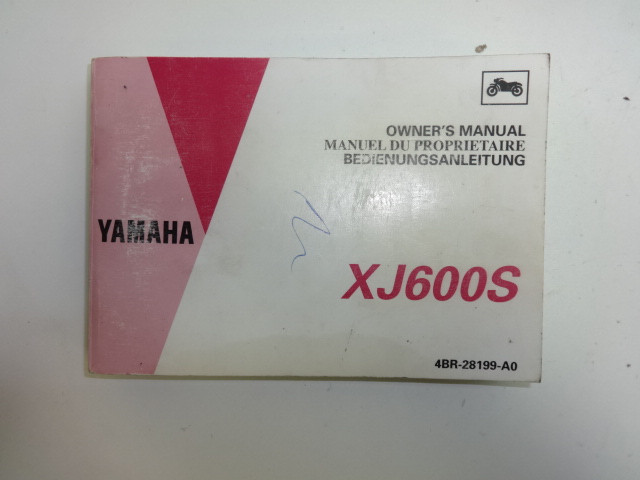 OWNER'S MANUAL
MANUEL DU PROPRIETAIRE
BEDIENUNGSANLEITUNG
YAMAHA
XJ600S
4BR-28199-A0